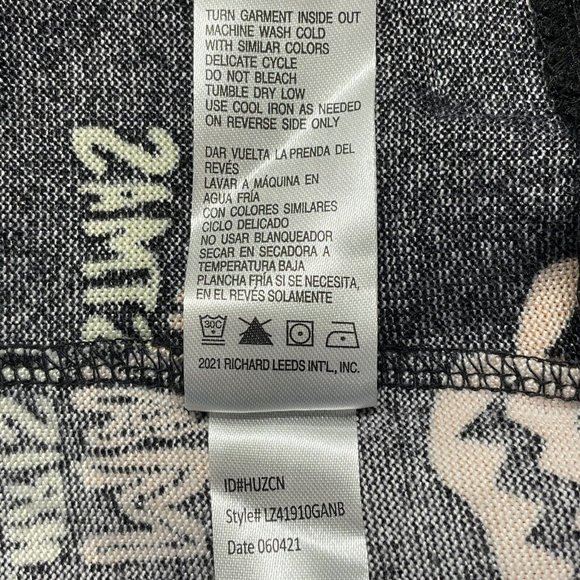 TURN GARMENT INSIDE OUT
MACHINE WASH COLD
WITH SIMILAR COLORS
DELICATE CYCLE
DO NOT BLEACH
TUMBLE DRY LOW
USE COOL IRON AS NEEDED
ON REVERSE SIDE ONLY
DAR VUELTA LA PRENDA DEL
REVÉS
LAVAR A MÁQUINA EN
AGUA FRÍA
CON COLORES SIMILARES
CICLO DELICADO
NO USAR BLANQUEADOR
SECAR EN SECADORA A
TEMPERATURA BAJA
PLANCHA FRÍA SI SE NECESITA,
EN EL REVÉS SOLAMENTE
30C
2021 RICHARD LEEDS INT'L., INC.
ID#HUZCN
Style# LZ41910GANB
Date 060421